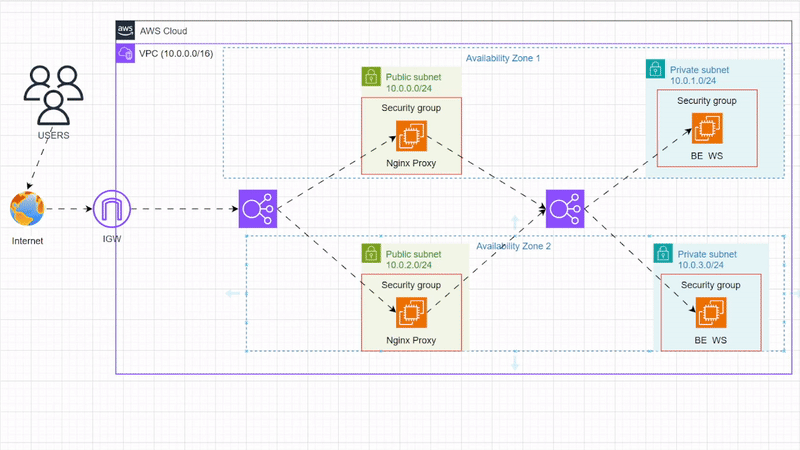 aws
AWS Cloud
VPC (10.0.0.0/16)
Availability Zone 1
Public subnet
10.0.0.0/24
Security group
Nginx Proxy
Private subnet
10.0.1.0/24
Security group
BE WS
USERS
Internet
IGW
Availability Zone 2
Public subnet
10.0.2.0/24
Security group
Nginx Proxy
Private subnet
10.0.3.0/24
Security group
BE WS